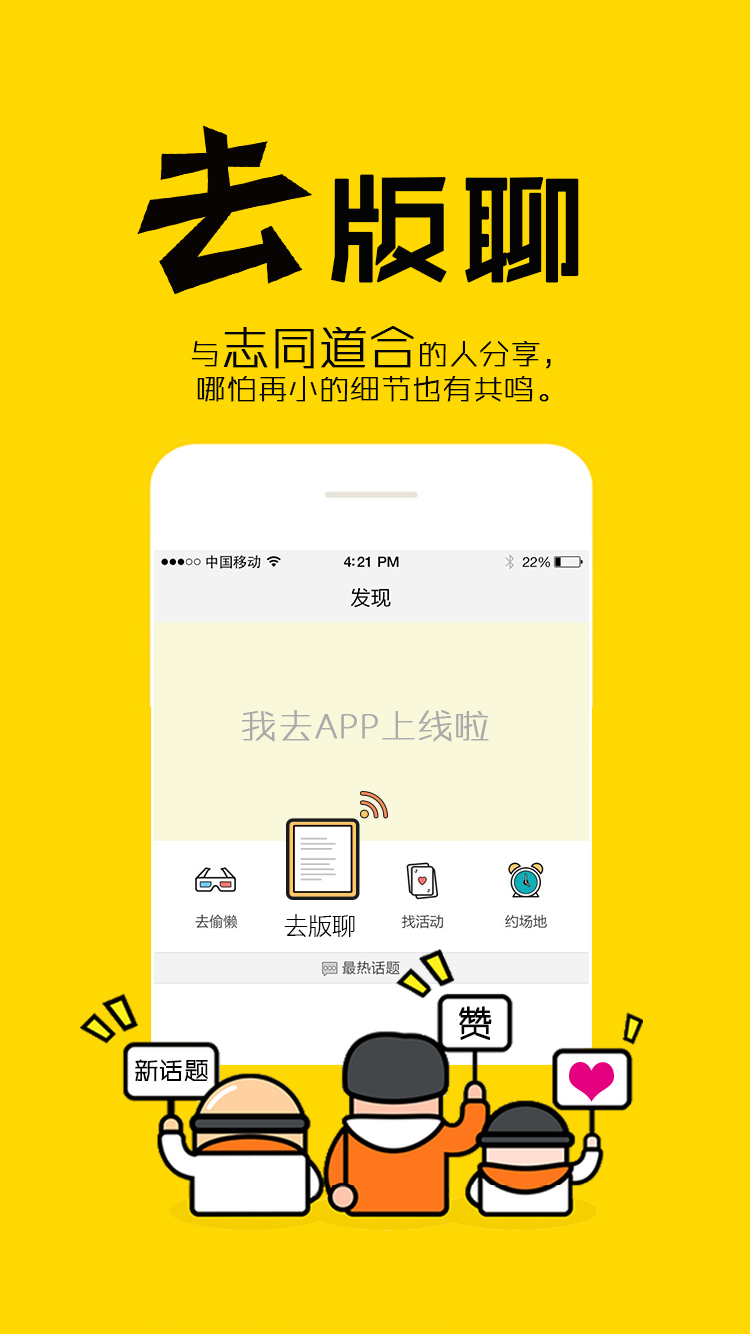 去版聊
与志同道合的人分享，
哪怕再小的细节也有共鸣。
中国移动 4:21 PM 22%
发现
我去APP上线啦
去偷懒 去版聊 找活动 约场地
最热话题
赞
新话题